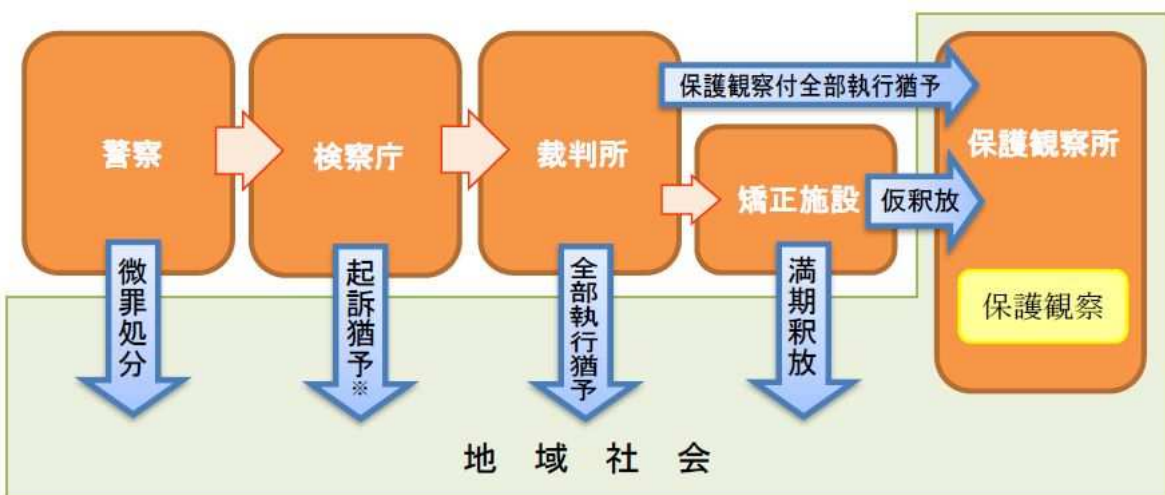 警察
検察庁
裁判所
保護観察付全部執行猶予
矯正施設
仮釈放
保護観察所
保護観察
微罪処分
起訴猶予※
全部執行猶予
満期釈放
地域社会